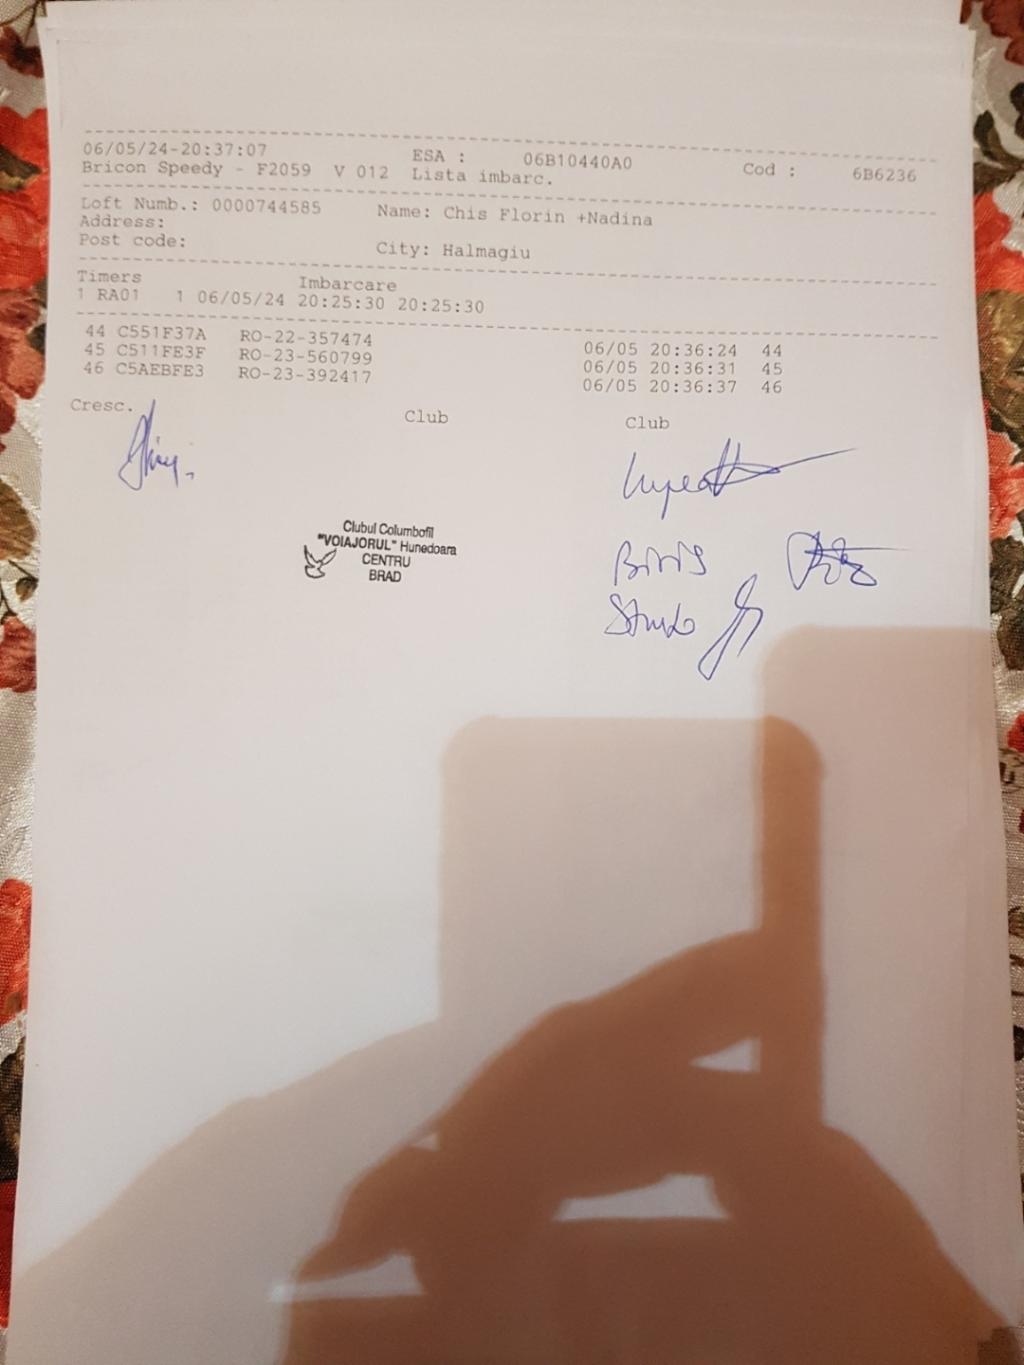 06/05/24-20:37:07 ESA : 06B10440A0 Cod : 6B6236
Bricon Speedy - F2059 V 012 Lista imbarc.
Loft Numb.: 0000744585 Name: Chis Florin +Nadina
Address:
Post code: City: Halmagiu
Timers Imbarcare
1 RA01 1 06/05/24 20:25:30 20:25:30
44 C551F37A RO-22-357474 06/05 20:36:24 44
45 C511FE3F RO-23-560799 06/05 20:36:31 45
46 C5AEBFE3 RO-23-392417 06/05 20:36:37 46
Cresc. Club Club
Clubul Columbofil
"VOIAJORUL" Hunedoara
CENTRU
BRAD